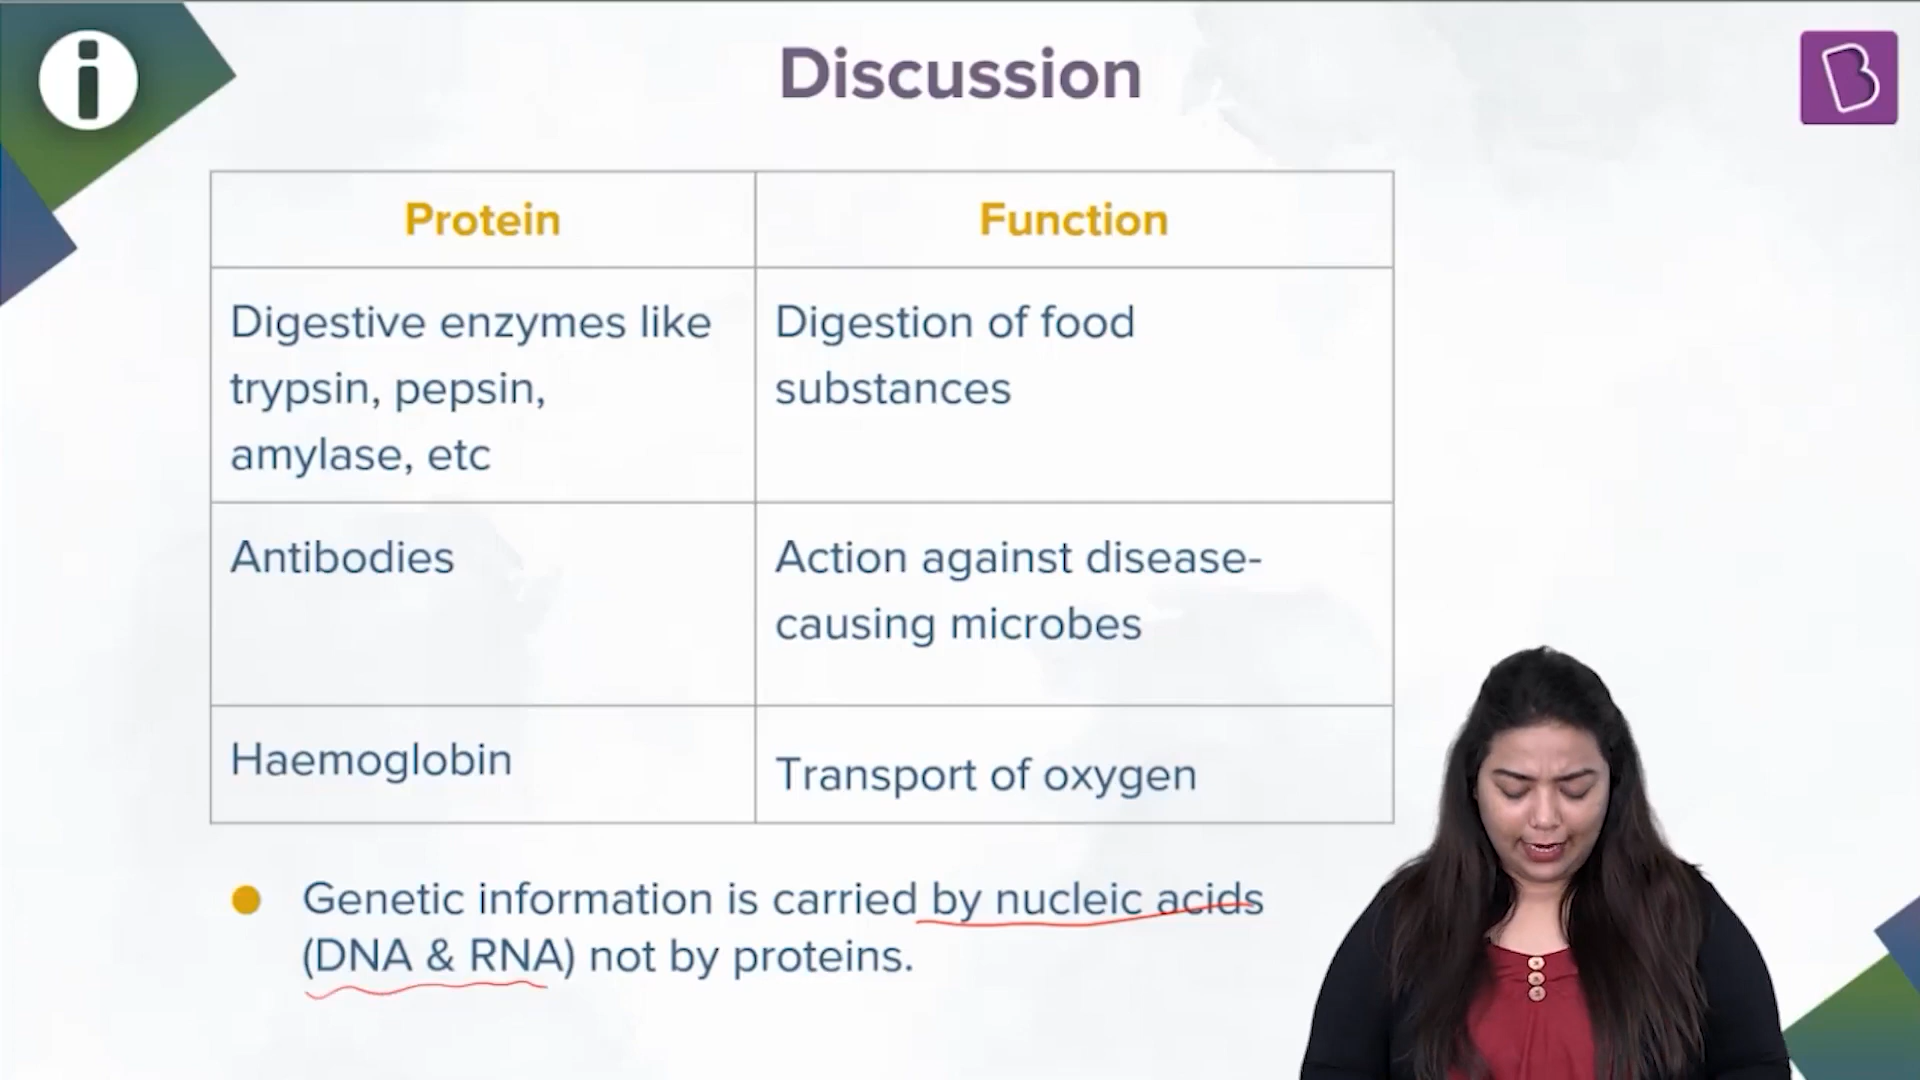 Discussion
Protein
Function
Digestive enzymes like
trypsin, pepsin,
amylase, etc
Digestion of food
substances
Antibodies
Action against disease-
causing microbes
Haemoglobin
Transport of oxygen
Genetic information is carried by nucleic acids
(DNA & RNA) not by proteins.